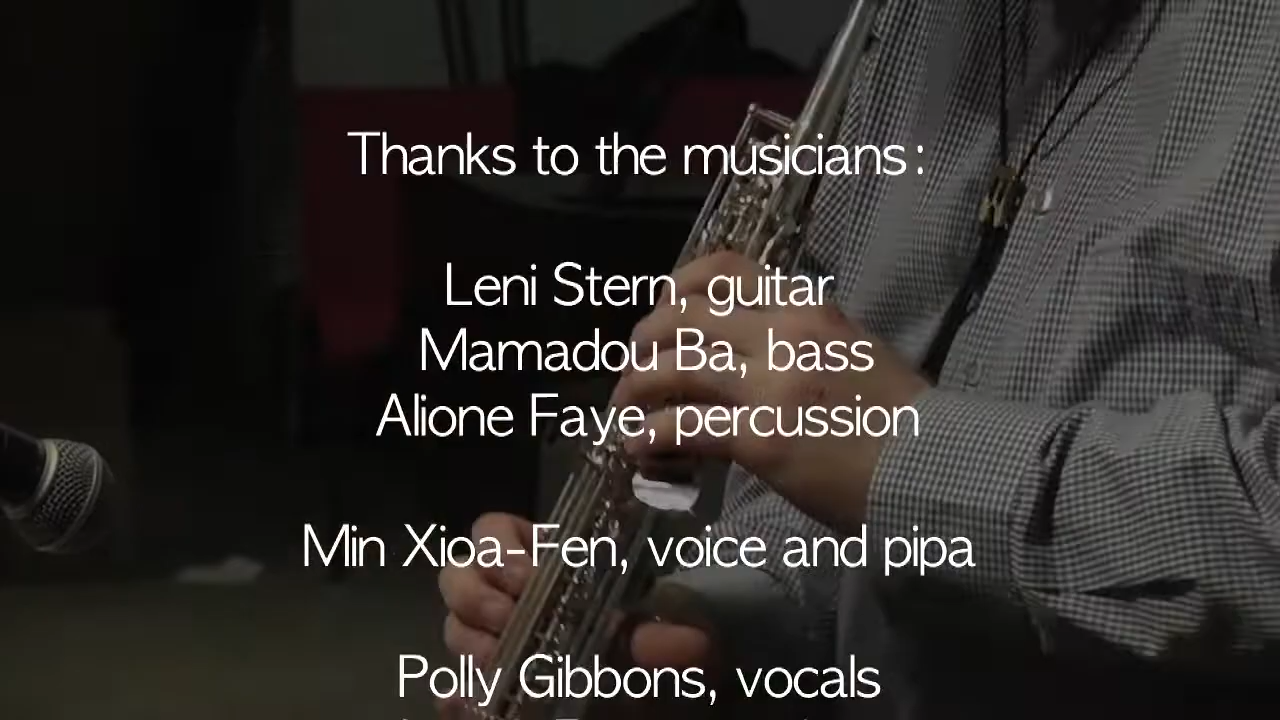 Thanks to the musicians:
Leni Stern, guitar
Mamadou Ba, bass
Alione Faye, percussion
Min Xioa-Fen, voice and pipa
Polly Gibbons, vocals